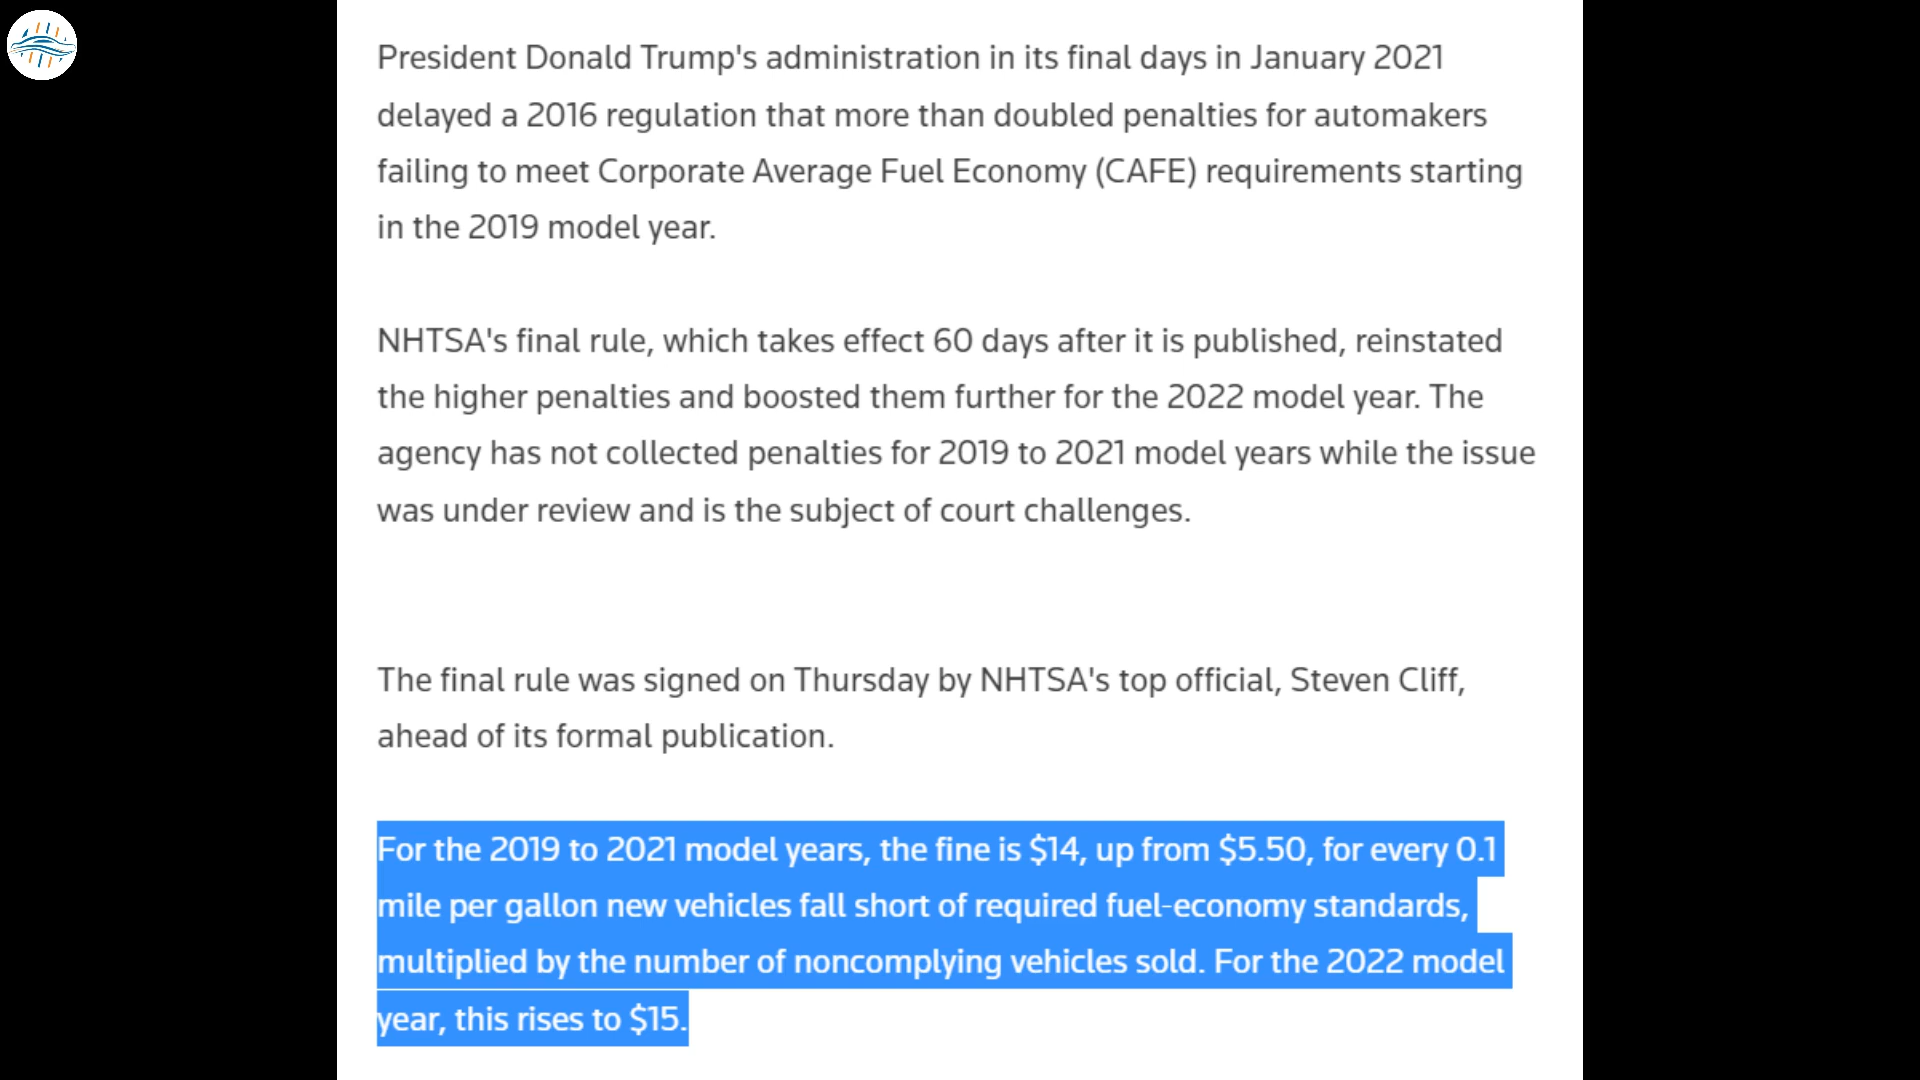 President Donald Trump's administration in its final days in January 2021
delayed a 2016 regulation that more than doubled penalties for automakers
failing to meet Corporate Average Fuel Economy (CAFE) requirements starting
in the 2019 model year.
NHTSA's final rule, which takes effect 60 days after it is published, reinstated
the higher penalties and boosted them further for the 2022 model year. The
agency has not collected penalties for 2019 to 2021 model years while the issue
was under review and is the subject of court challenges.
The final rule was signed on Thursday by NHTSA's top official, Steven Cliff,
ahead of its formal publication.
For the 2019 to 2021 model years, the fine is $14, up from $5.50, for every 0.1
mile per gallon new vehicles fall short of required fuel-economy standards,
multiplied by the number of noncomplying vehicles sold. For the 2022 model
year, this rises to $15.